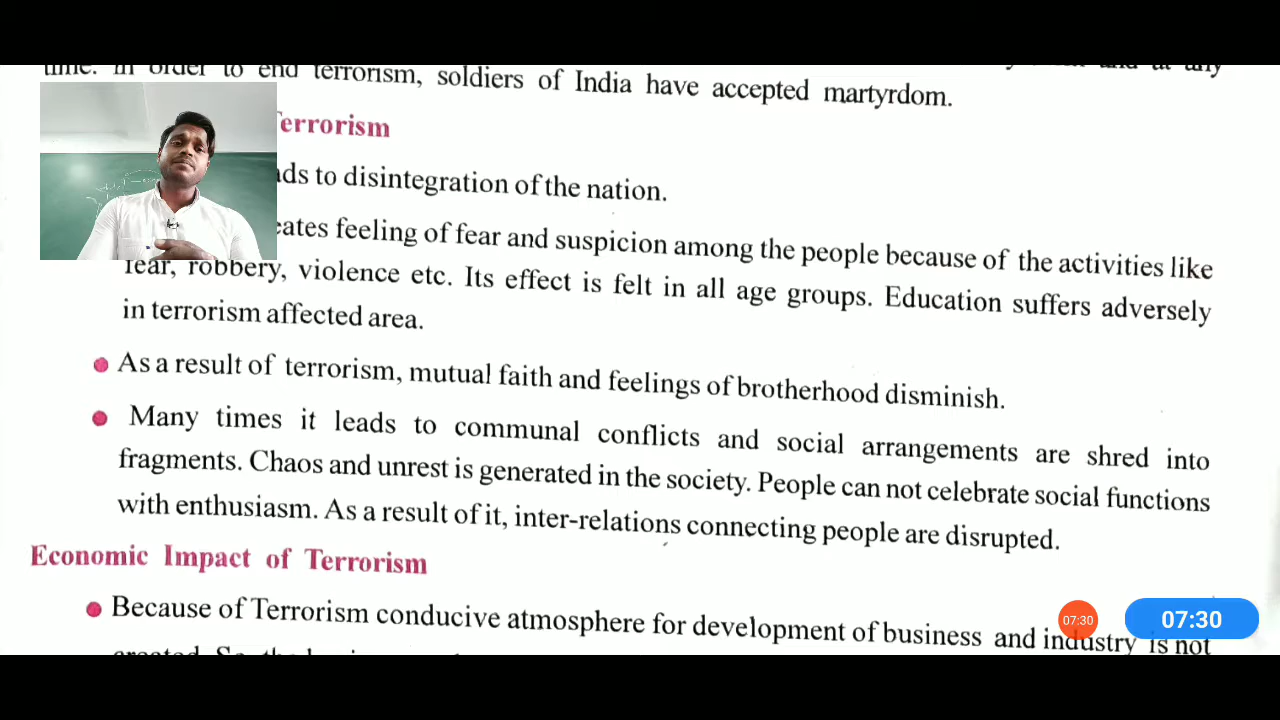 to end terrorism, soldiers of India have accepted martyrdom.
errorism
ds to disintegration of the nation.
eates feeling of fear and suspicion among the people because of the activities like
fear, robbery, violence etc. Its effect is felt in all age groups. Education suffers adversely
in terrorism affected area.
As a result of terrorism, mutual faith and feelings of brotherhood disminish.
Many times it leads to communal conflicts and social arrangements are shred into
fragments. Chaos and unrest is generated in the society. People can not celebrate social functions
with enthusiasm. As a result of it, inter-relations connecting people are disrupted.
Economic Impact of Terrorism
Because of Terrorism conducive atmosphere for development of business and industry is not
07:30
07:30